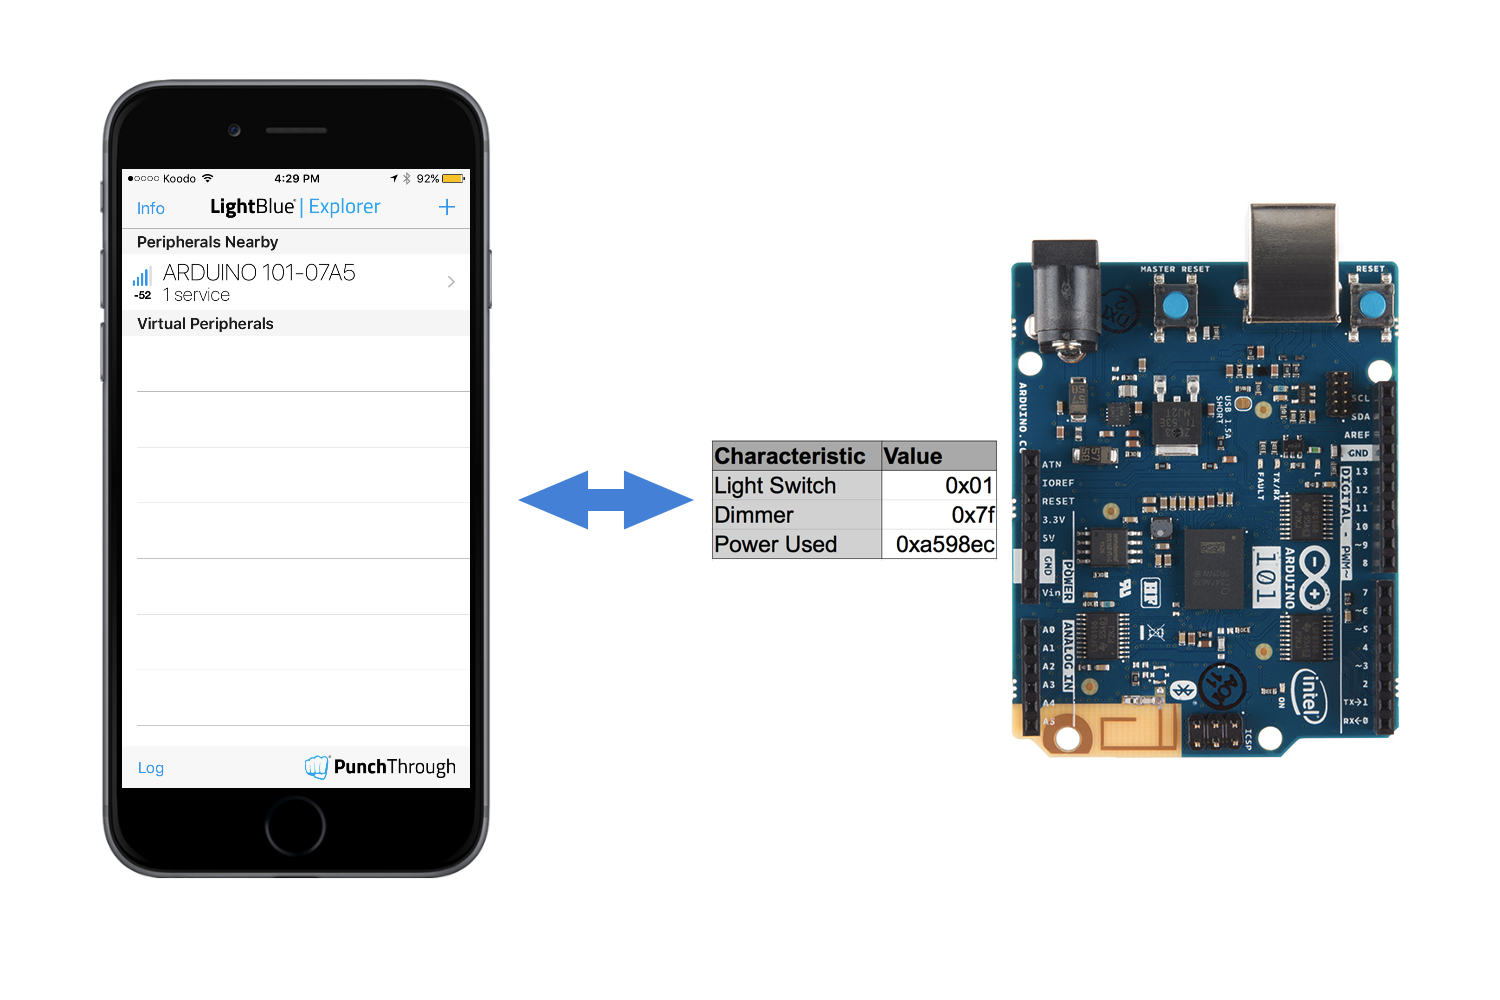 Koodo
4:29 PM
92%
Info
LightBlue | Explorer
+
Peripherals Nearby
ARDUINO 101-07A5
-52
1 service
Virtual Peripherals
Log
PunchThrough
Characteristic Value
Light Switch 0x01
Dimmer 0x7f
Power Used 0xa598ec
MASTER RESET
RESET
ARDUINO.CC
USB 1.5A
SHORT
SCL
SDA
AREF
GND
13
12
11
10
~9
8
DIGITAL - PWM~
7
~6
~5
4
~3
2
TX→1
RX←0
ATN
IOREF
RESET
3.3V
5V
GND
Vin
POWER
A0
A1
A2
A3
A4
A5
ANALOG IN
L
TX/RX
FAULT
ARDUINO
101
intel
ON
ICSP